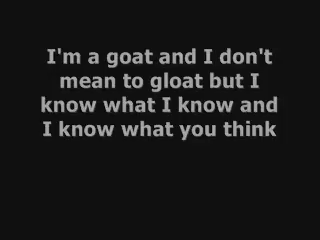 I'm a goat and I don't
mean to gloat but I
know what I know and
I know what you think